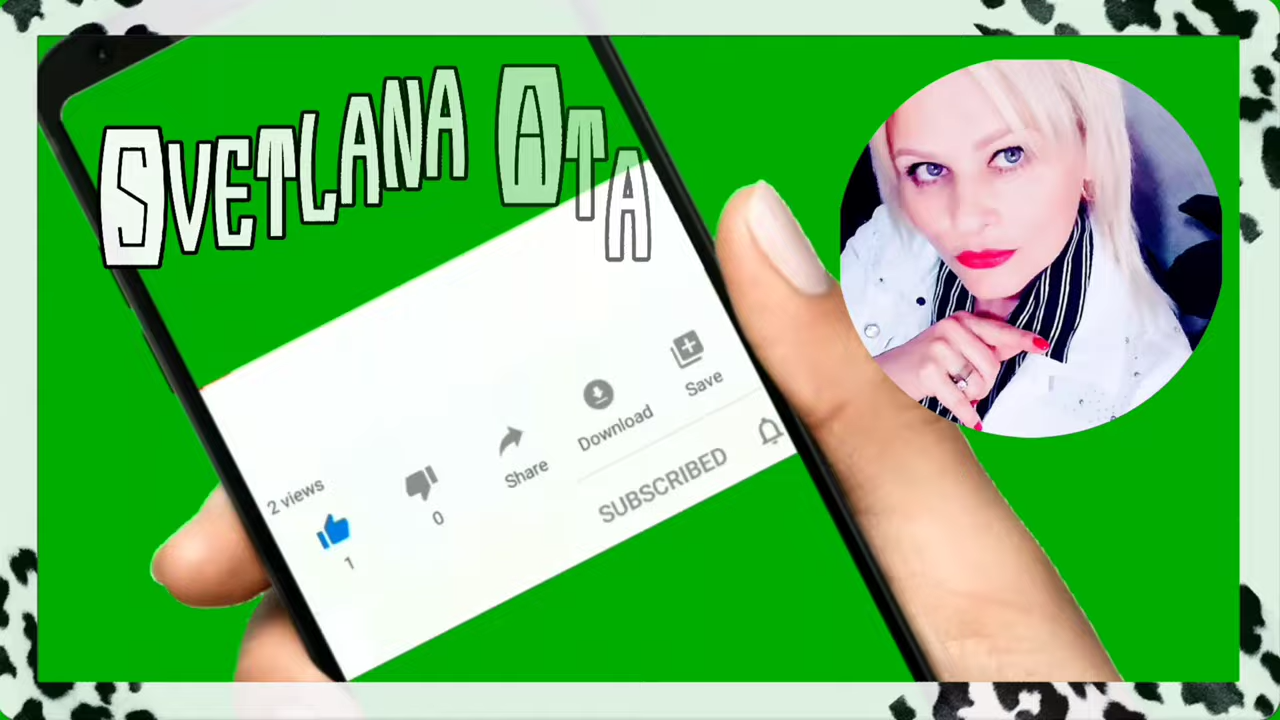 Svetlana Ata
2 views
1
0
Share
Download
Save
SUBSCRIBED